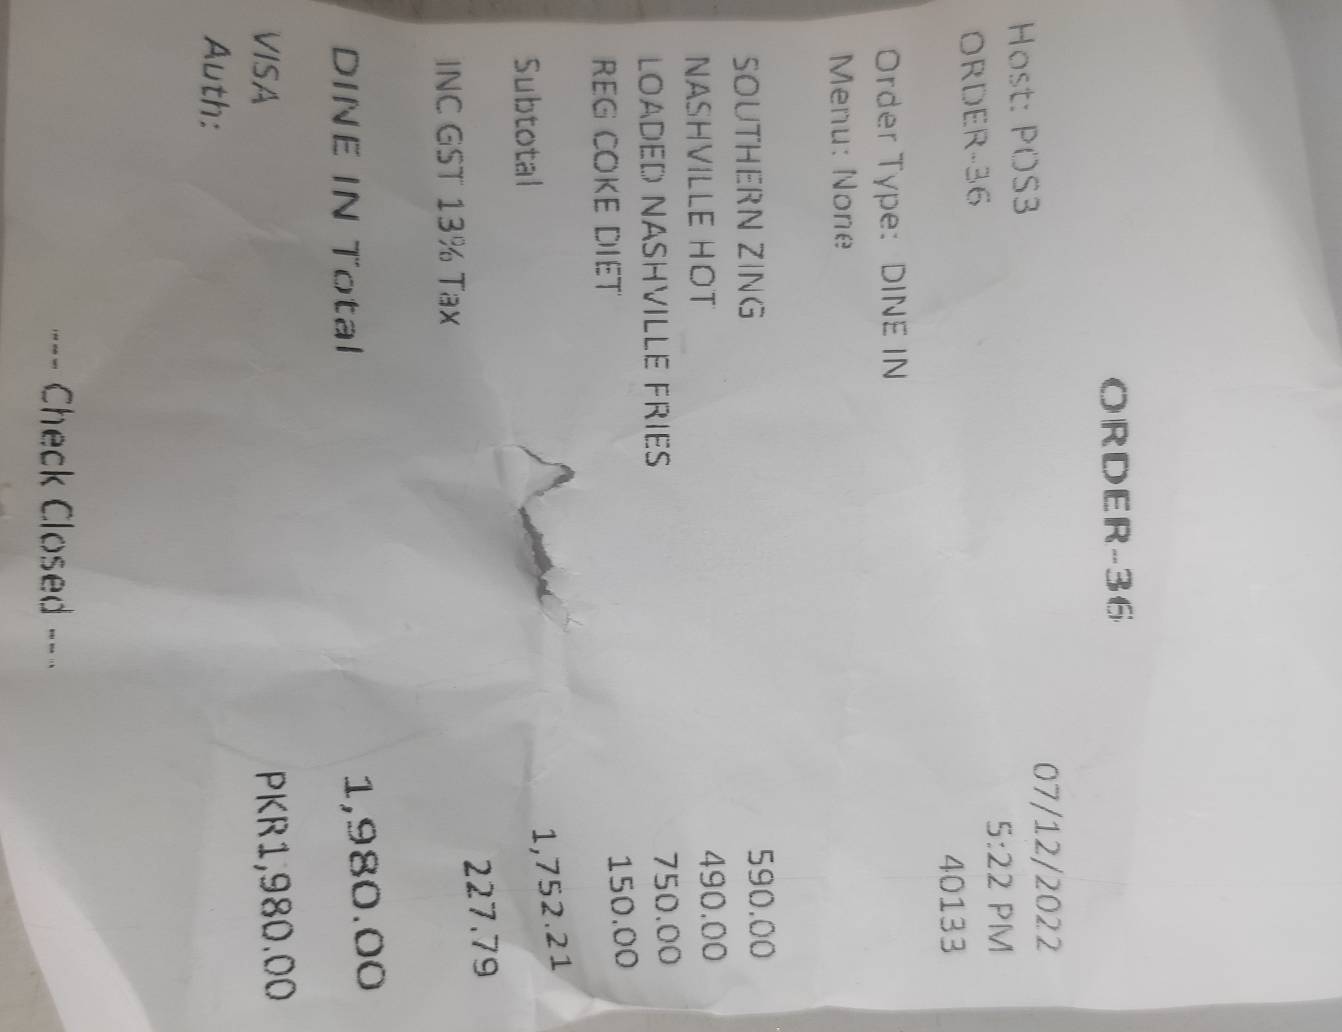 ORDER-36
Host: POS3 07/12/2022
ORDER-36 5:22 PM
40133
Order Type: DINE IN
Menu: None
SOUTHERN ZING 590.00
NASHVILLE HOT 490.00
LOADED NASHVILLE FRIES 750.00
REG COKE DIET 150.00
Subtotal 1,752.21
INC GST 13% Tax 227.79
DINE IN Total 1,980.00
VISA PKR1,980.00
Auth:
--- Check Closed ---